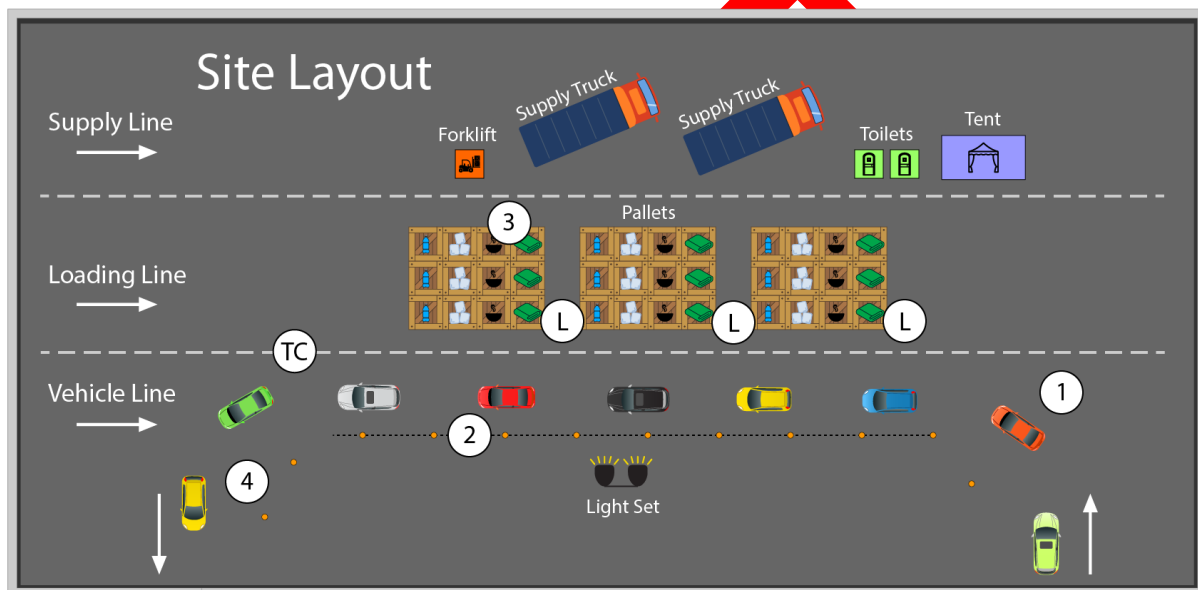 Site Layout
Supply Line
Forklift
Supply Truck
Supply Truck
Toilets
Tent
Loading Line
3
Pallets
L
L
L
TC
Vehicle Line
1
2
4
Light Set